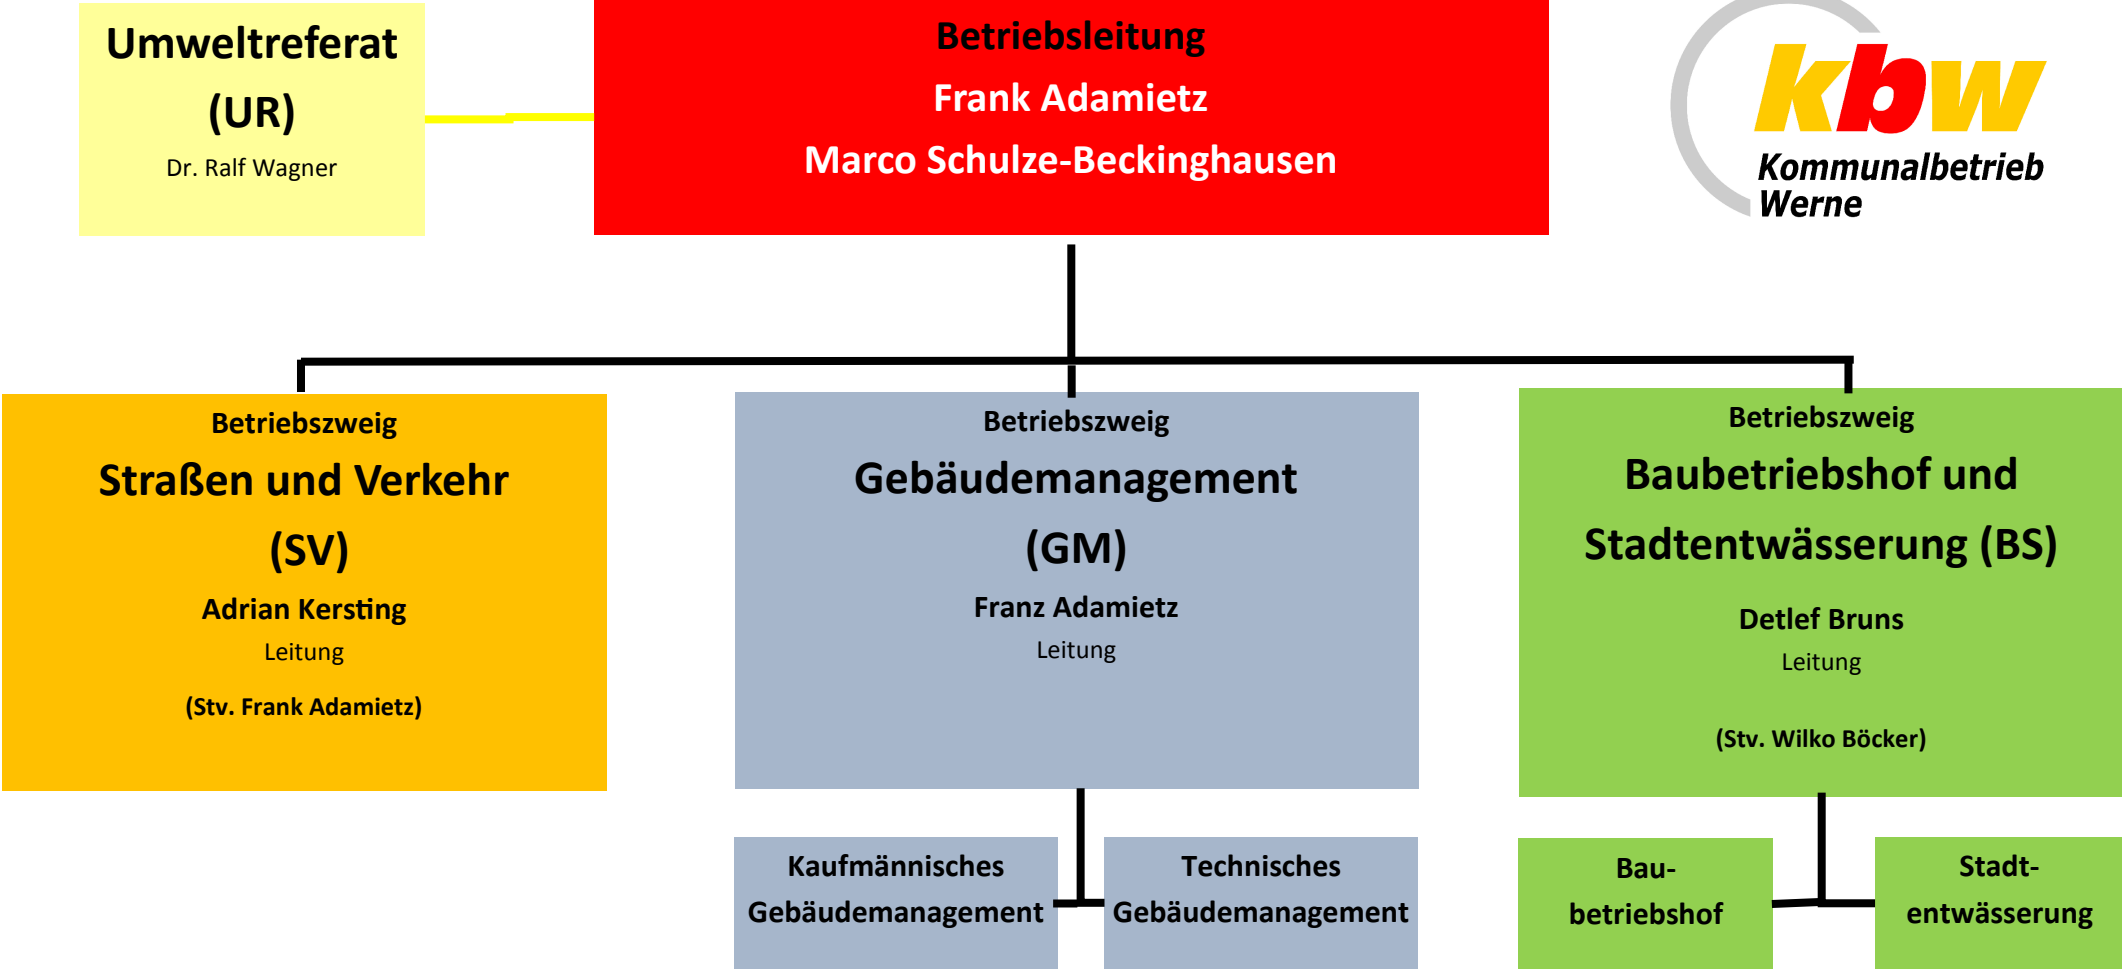 Umweltreferat
(UR)
Dr. Ralf Wagner
Betriebsleitung
Frank Adamietz
Marco Schulze-Beckinghausen
kbw
Kommunalbetrieb
Werne
Betriebszweig
Straßen und Verkehr
(SV)
Adrian Kersting
Leitung
(Stv. Frank Adamietz)
Betriebszweig
Gebäudemanagement
(GM)
Franz Adamietz
Leitung
Betriebszweig
Baubetriebshof und
Stadtentwässerung (BS)
Detlef Bruns
Leitung
(Stv. Wilko Böcker)
Kaufmännisches
Gebäudemanagement
Technisches
Gebäudemanagement
Bau-
betriebshof
Stadt-
entwässerung